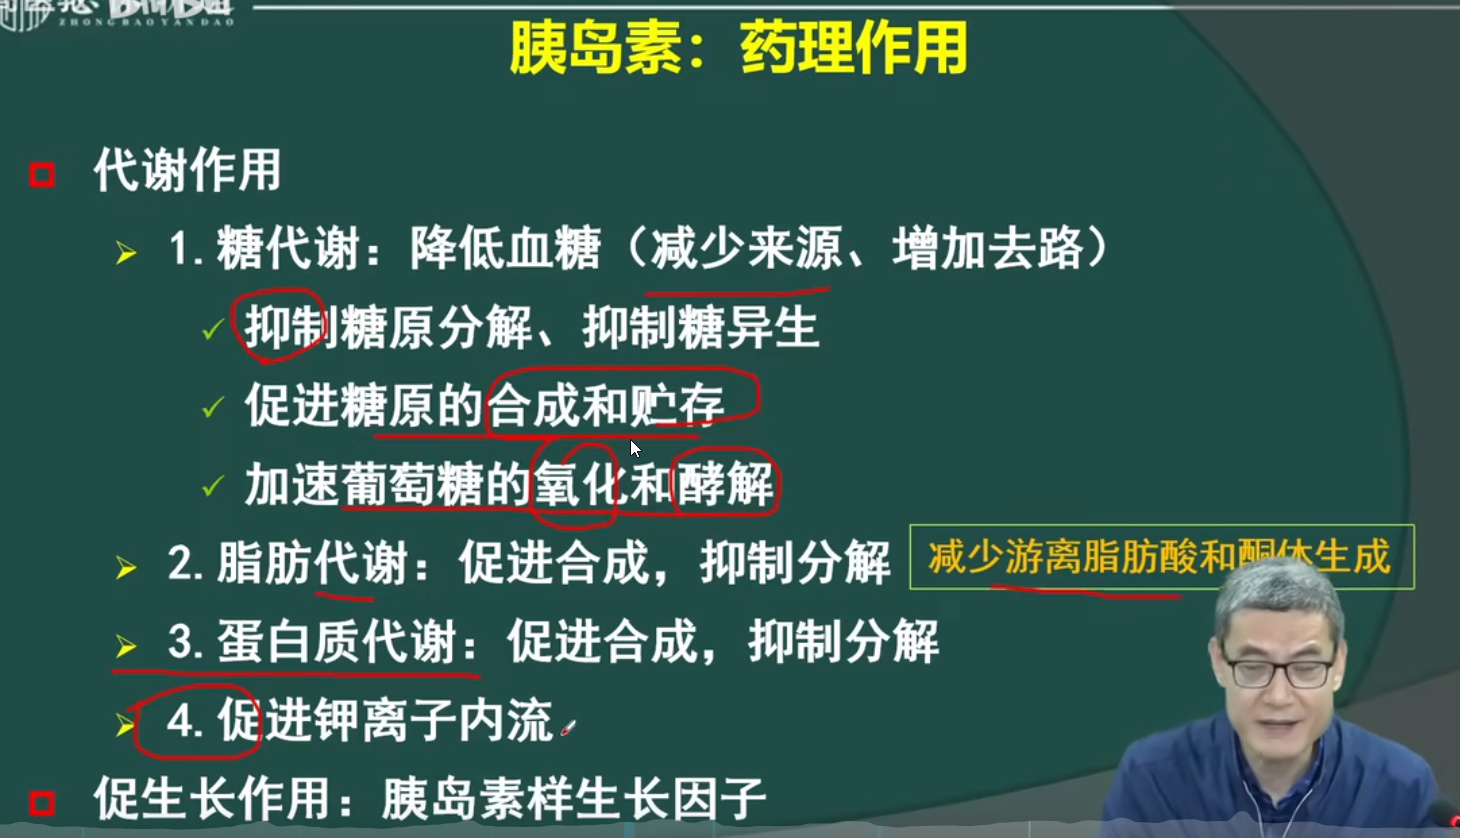 ZHONGBAOYANDAO
胰岛素：药理作用
代谢作用
1.糖代谢：降低血糖（减少来源、增加去路）
抑制糖原分解、抑制糖异生
促进糖原的合成和贮存
加速葡萄糖的氧化和酵解
2.脂肪代谢：促进合成，抑制分解
减少游离脂肪酸和酮体生成
3.蛋白质代谢：促进合成，抑制分解
4.促进钾离子内流
促生长作用：胰岛素样生长因子